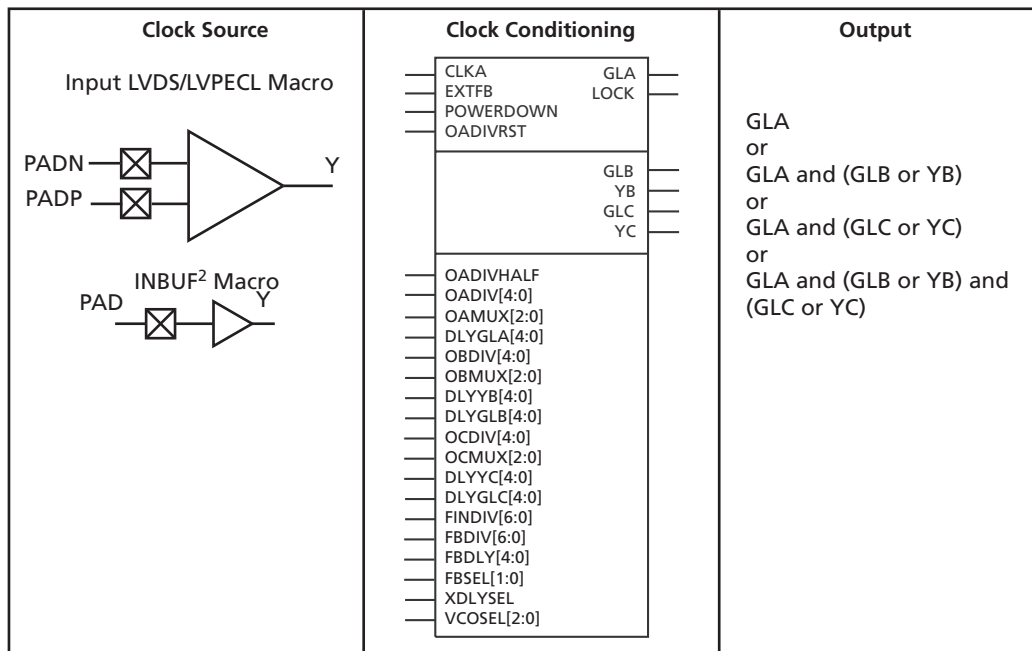 Clock Source
Input LVDS/LVPECL Macro
PADN
PADP
Y
INBUF2 Macro
PAD
Y
Clock Conditioning
CLKA
EXTFB
POWERDOWN
OADIVRST
GLA
LOCK
GLB
YB
GLC
YC
OADIVHALF
OADIV[4:0]
OAMUX[2:0]
DLYGLA[4:0]
OBDIV[4:0]
OBMUX[2:0]
DLYYB[4:0]
DLYGLB[4:0]
OCDIV[4:0]
OCMUX[2:0]
DLYYC[4:0]
DLYGLC[4:0]
FINDIV[6:0]
FBDIV[6:0]
FBDLY[4:0]
FBSEL[1:0]
XDLYSEL
VCOSEL[2:0]
Output
GLA
or
GLA and (GLB or YB)
or
GLA and (GLC or YC)
or
GLA and (GLB or YB) and
(GLC or YC)